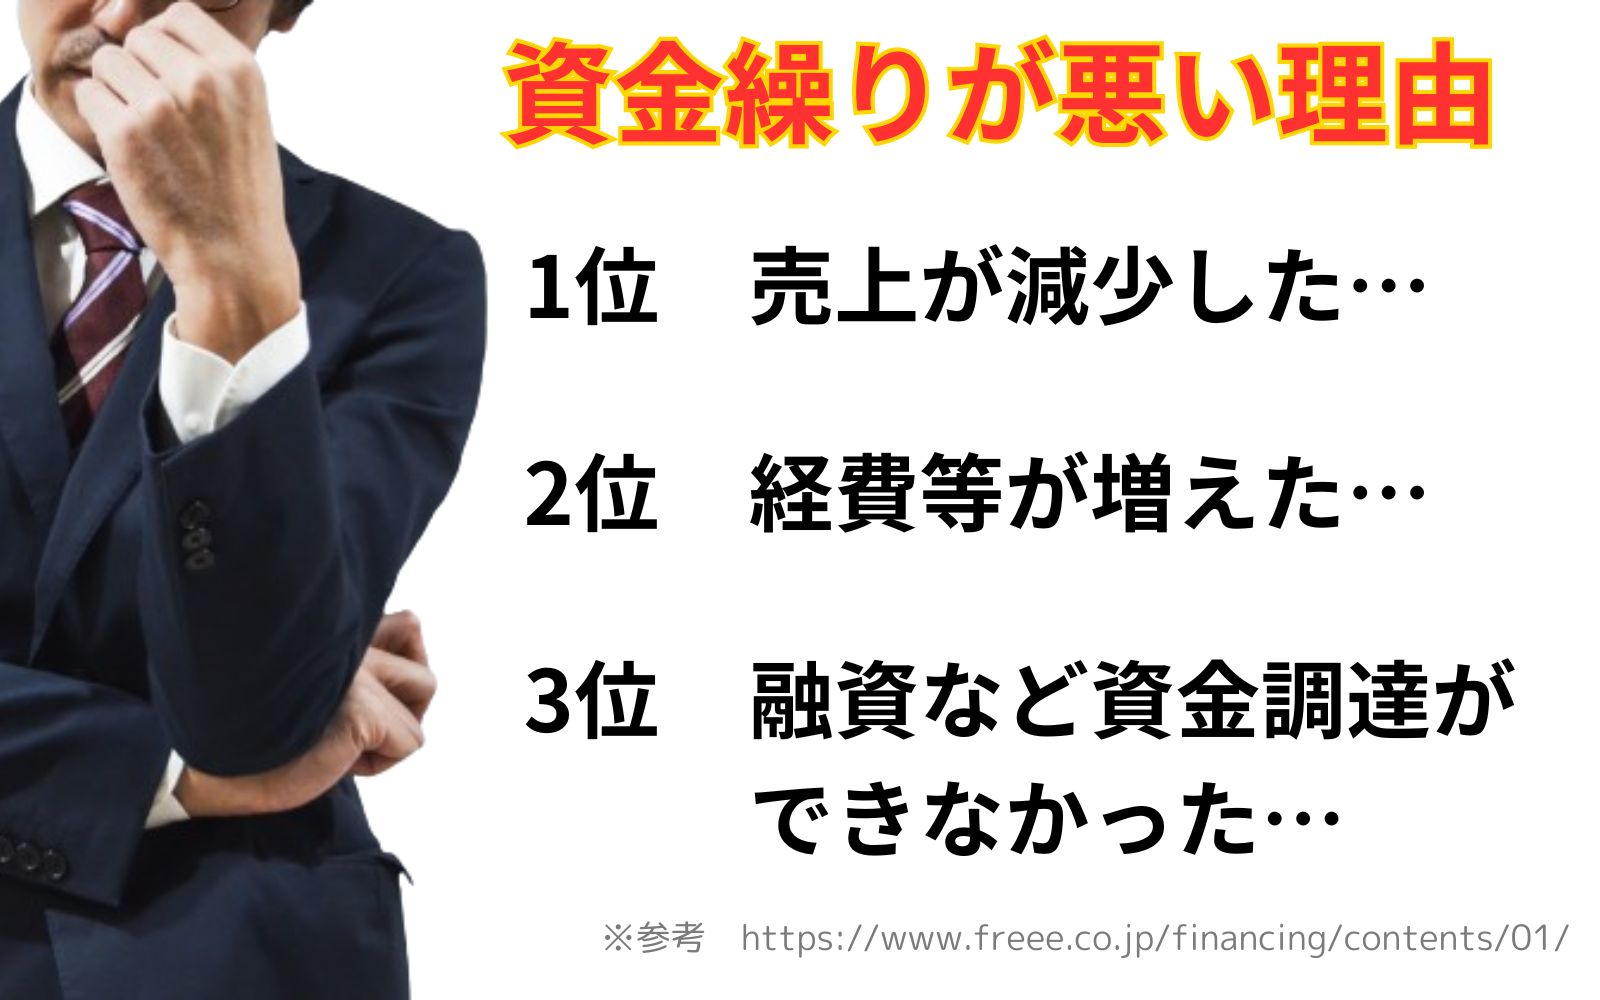 資金繰りが悪い理由
1位　売上が減少した…
2位　経費等が増えた…
3位　融資など資金調達が
できなかった…
※参考　https://www.freee.co.jp/financing/contents/01/